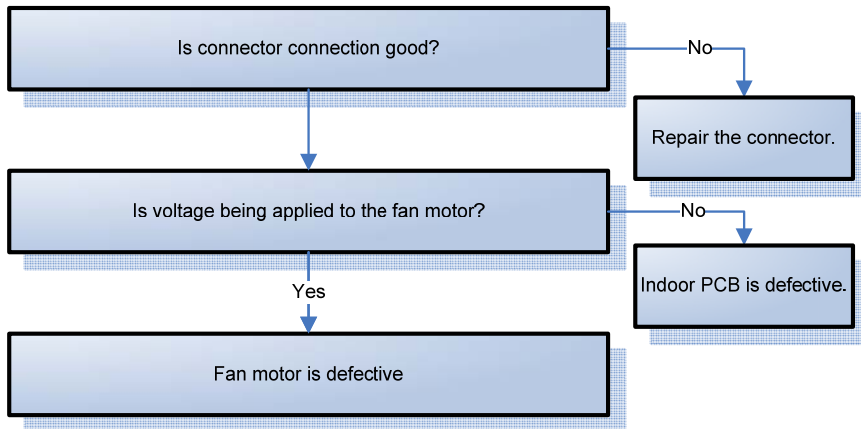 Is connector connection good?
No
Repair the connector.
Is voltage being applied to the fan motor?
No
Indoor PCB is defective.
Yes
Fan motor is defective